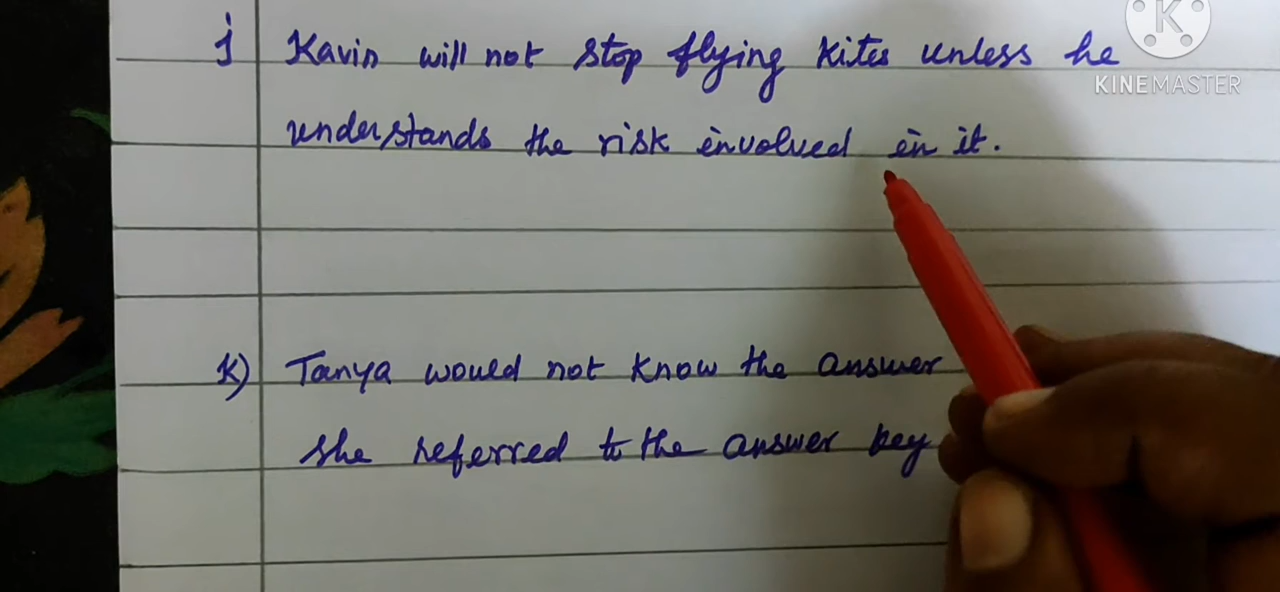 j Kavin will not stop flying kites unless he
understands the risk involved in it.
K) Tanya would not know the answer
she referred to the answer key
K
KINEMASTER